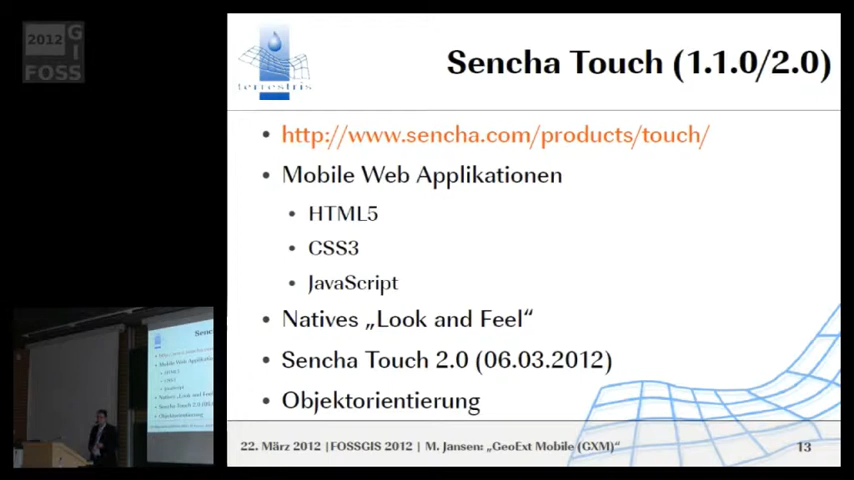 2012
GI
FOSS
terrestris
Sencha Touch (1.1.0/2.0)
• http://www.sencha.com/products/touch/
• Mobile Web Applikationen
• HTML5
• CSS3
• JavaScript
• Natives „Look and Feel“
• Sencha Touch 2.0 (06.03.2012)
• Objektorientierung
22. März 2012 |FOSSGIS 2012 | M. Jansen: „GeoExt Mobile (GXM)“
13